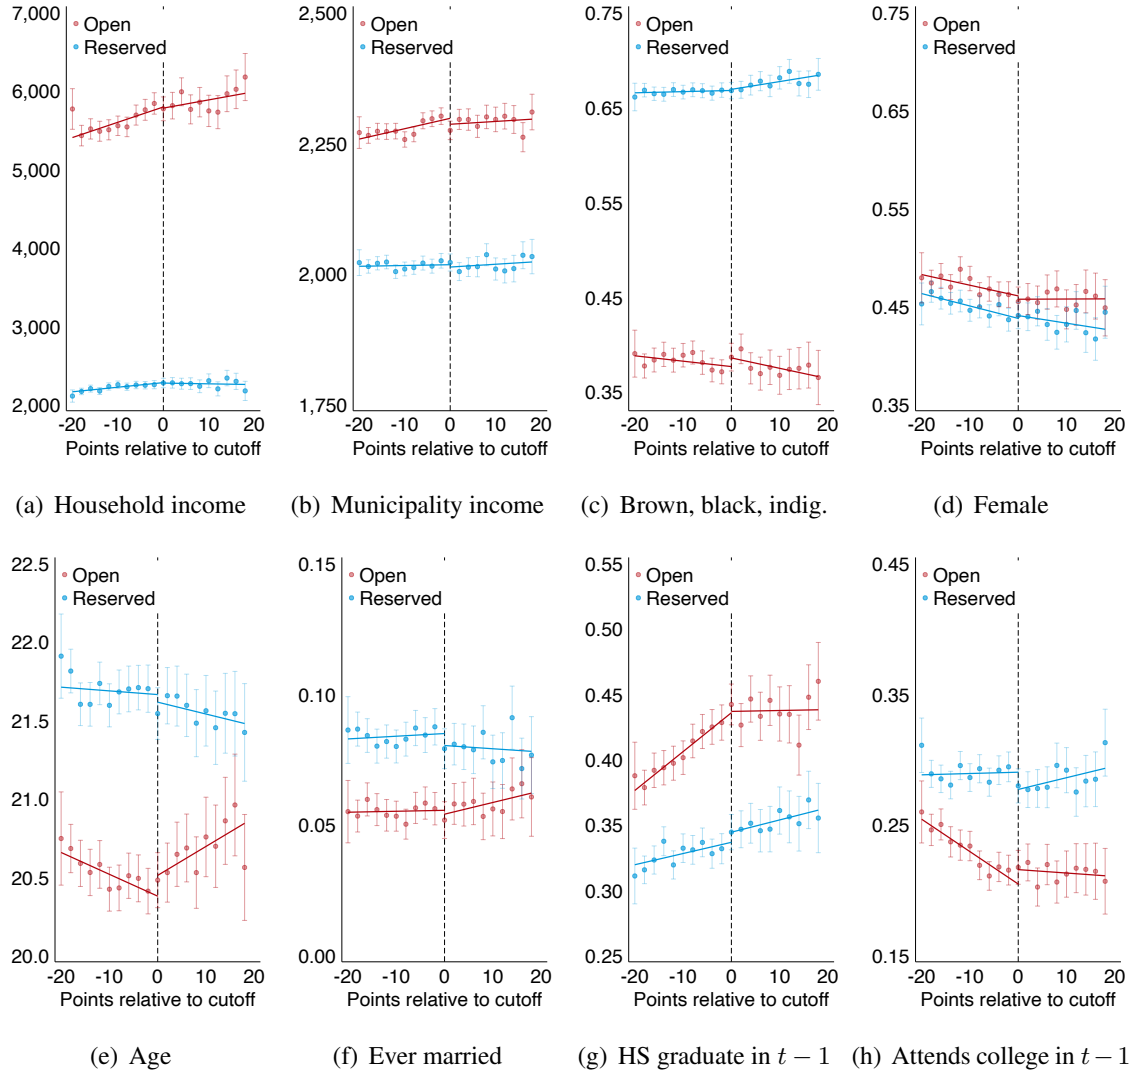 7,000
6,000
5,000
4,000
3,000
2,000
Open
Reserved
-20 -10 0 10 20
Points relative to cutoff
(a) Household income
2,500
2,250
2,000
1,750
Open
Reserved
-20 -10 0 10 20
Points relative to cutoff
(b) Municipality income
0.75
0.65
0.55
0.45
0.35
Open
Reserved
-20 -10 0 10 20
Points relative to cutoff
(c) Brown, black, indig.
0.75
0.65
0.55
0.45
0.35
Open
Reserved
-20 -10 0 10 20
Points relative to cutoff
(d) Female
22.5
22.0
21.5
21.0
20.5
20.0
Open
Reserved
-20 -10 0 10 20
Points relative to cutoff
(e) Age
0.15
0.10
0.05
0.00
Open
Reserved
-20 -10 0 10 20
Points relative to cutoff
(f) Ever married
0.55
0.50
0.45
0.40
0.35
0.30
0.25
Open
Reserved
-20 -10 0 10 20
Points relative to cutoff
(g) HS graduate in t − 1
0.45
0.35
0.25
0.15
Open
Reserved
-20 -10 0 10 20
Points relative to cutoff
(h) Attends college in t − 1